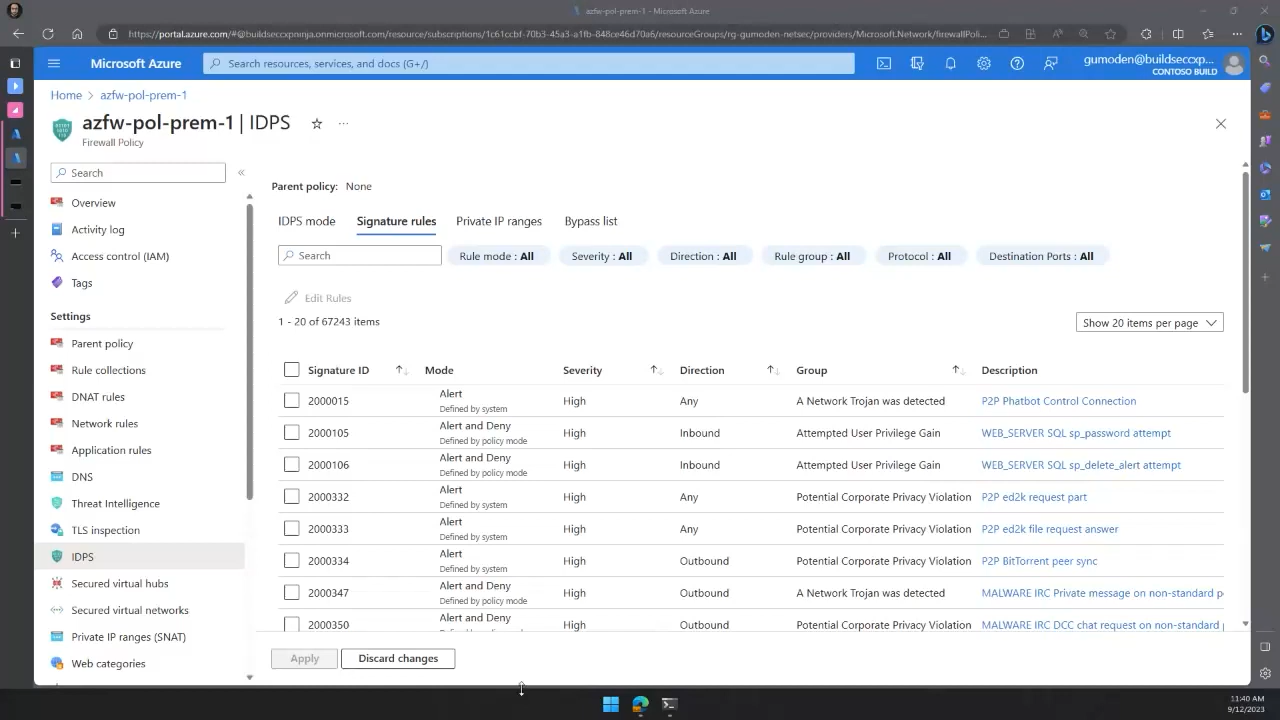 azfw-pol-prem-1 - Microsoft Azure
https://portal.azure.com/#@buildseccxpninja.onmicrosoft.com/resource/subscriptions/1c61ccbf-70b3-45a3-a1fb-848ce46d70a6/resourceGroups/rg-gumoden-netsec/providers/Microsoft.Network/firewallPoli...
Microsoft Azure
Search resources, services, and docs (G+/)
gumoden@buildseccxp...
CONTOSO BUILD
Home > azfw-pol-prem-1
azfw-pol-prem-1 | IDPS
Firewall Policy
Search
Overview
Activity log
Access control (IAM)
Tags
Settings
Parent policy
Rule collections
DNAT rules
Network rules
Application rules
DNS
Threat Intelligence
TLS inspection
IDPS
Secured virtual hubs
Secured virtual networks
Private IP ranges (SNAT)
Web categories
Parent policy: None
IDPS mode Signature rules Private IP ranges Bypass list
Search Rule mode : All Severity : All Direction : All Rule group : All Protocol : All Destination Ports : All
Edit Rules
1 - 20 of 67243 items
Show 20 items per page
Signature ID Mode Severity Direction Group Description
2000015 Alert High Any A Network Trojan was detected P2P Phatbot Control Connection
Defined by system
2000105 Alert and Deny High Inbound Attempted User Privilege Gain WEB_SERVER SQL sp_password attempt
Defined by policy mode
2000106 Alert and Deny High Inbound Attempted User Privilege Gain WEB_SERVER SQL sp_delete_alert attempt
Defined by policy mode
2000332 Alert High Any Potential Corporate Privacy Violation P2P ed2k request part
Defined by system
2000333 Alert High Any Potential Corporate Privacy Violation P2P ed2k file request answer
Defined by system
2000334 Alert High Outbound Potential Corporate Privacy Violation P2P BitTorrent peer sync
Defined by system
2000347 Alert and Deny High Outbound A Network Trojan was detected MALWARE IRC Private message on non-standard p
Defined by policy mode
2000350 Alert and Deny High Outbound A Network Trojan was detected MALWARE IRC DCC chat request on non-standard p
Apply Discard changes
11:40 AM
9/12/2023